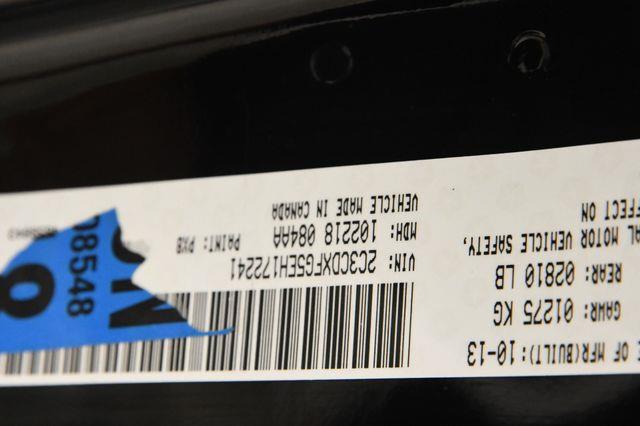 E OF MFR(BUILT): 10-13
GAWR: 01275 KG
REAR: 02810 LB
AL MOTOR VEHICLE SAFETY,
EFFECT ON
VIN: 2C3CDXFG5EH172241
MDH: 102218 084AA PAINT: PXB
VEHICLE MADE IN CANADA
08548